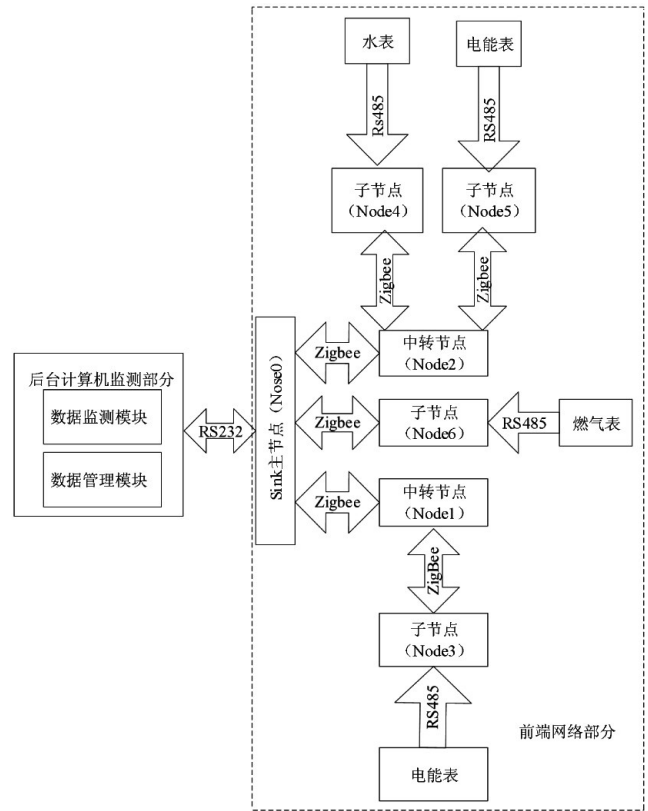 水表
电能表
Rs485
RS485
子节点
（Node4）
子节点
（Node5）
Zigbee
Zigbee
后台计算机监测部分
数据监测模块
数据管理模块
RS232
Sink主节点（Nose0）
Zigbee
中转节点
（Node2）
Zigbee
子节点
（Node6）
RS485
燃气表
Zigbee
中转节点
（Node1）
ZigBee
子节点
（Node3）
RS485
电能表
前端网络部分